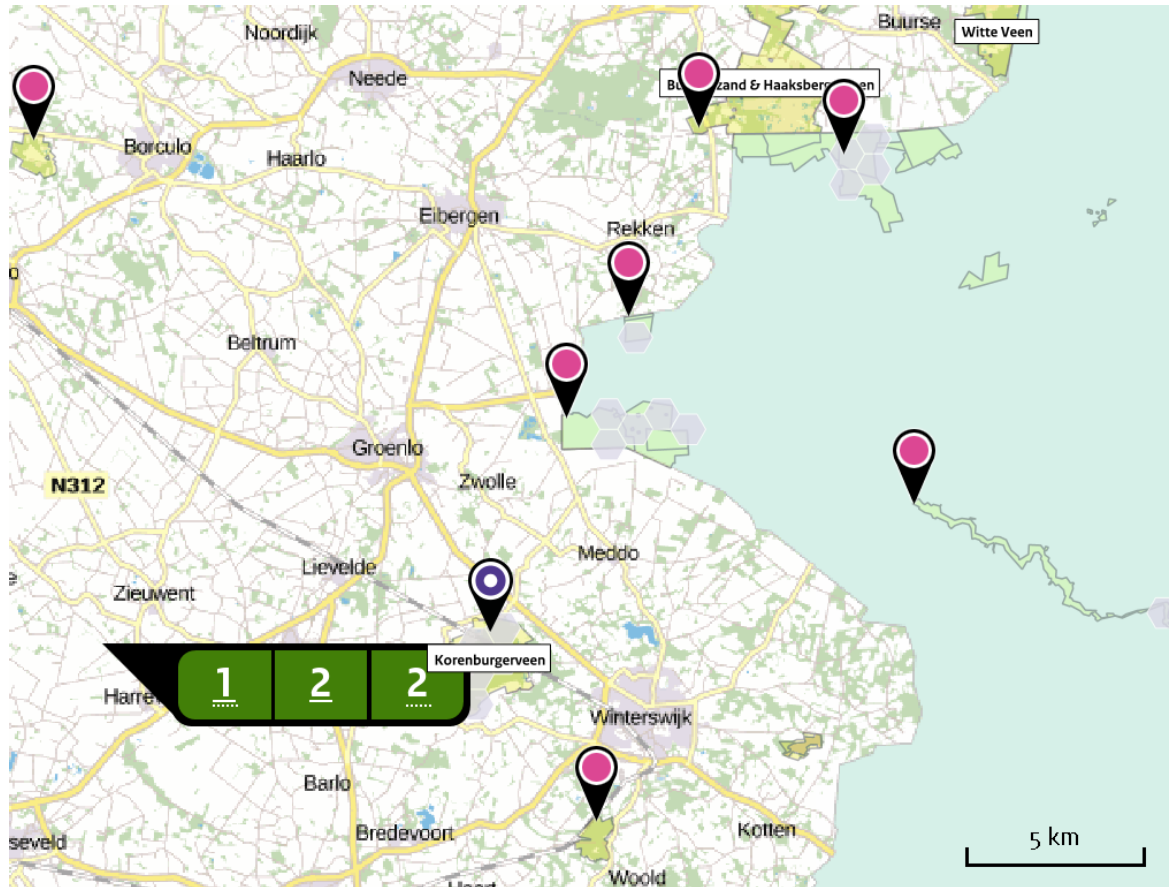 Buurse
Witte Veen
Noordijk
Neede
Borculo
Haarlo
Eibergen
Rekken
Beltrum
Groenlo
N312
Zwolle
Meddo
Lievelde
Zieuwent
Korenburgerveen
1 2 2
Winterswijk
Barlo
Bredevoort
Kotten
5 km
seveld
Woold